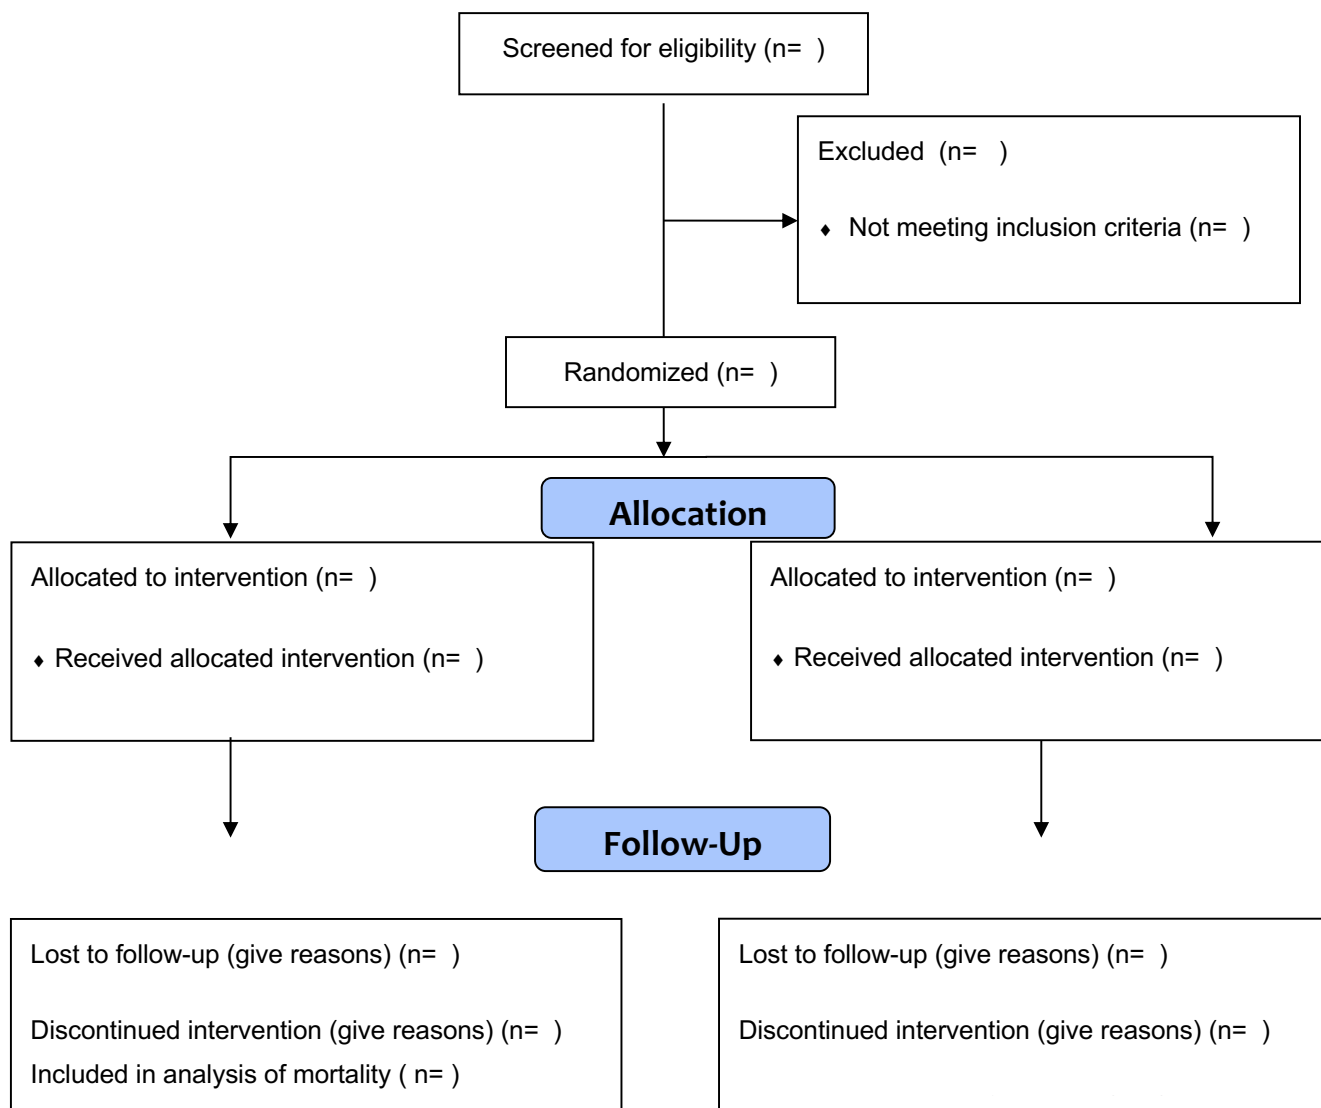 Screened for eligibility (n=  )
Excluded  (n=   )
♦ Not meeting inclusion criteria (n=  )
Randomized (n=  )
Allocation
Allocated to intervention (n=  )
♦ Received allocated intervention (n=  )
Allocated to intervention (n=  )
♦ Received allocated intervention (n=  )
Follow-Up
Lost to follow-up (give reasons) (n=  )
Discontinued intervention (give reasons) (n=  )
Included in analysis of mortality ( n= )
Lost to follow-up (give reasons) (n=  )
Discontinued intervention (give reasons) (n=  )